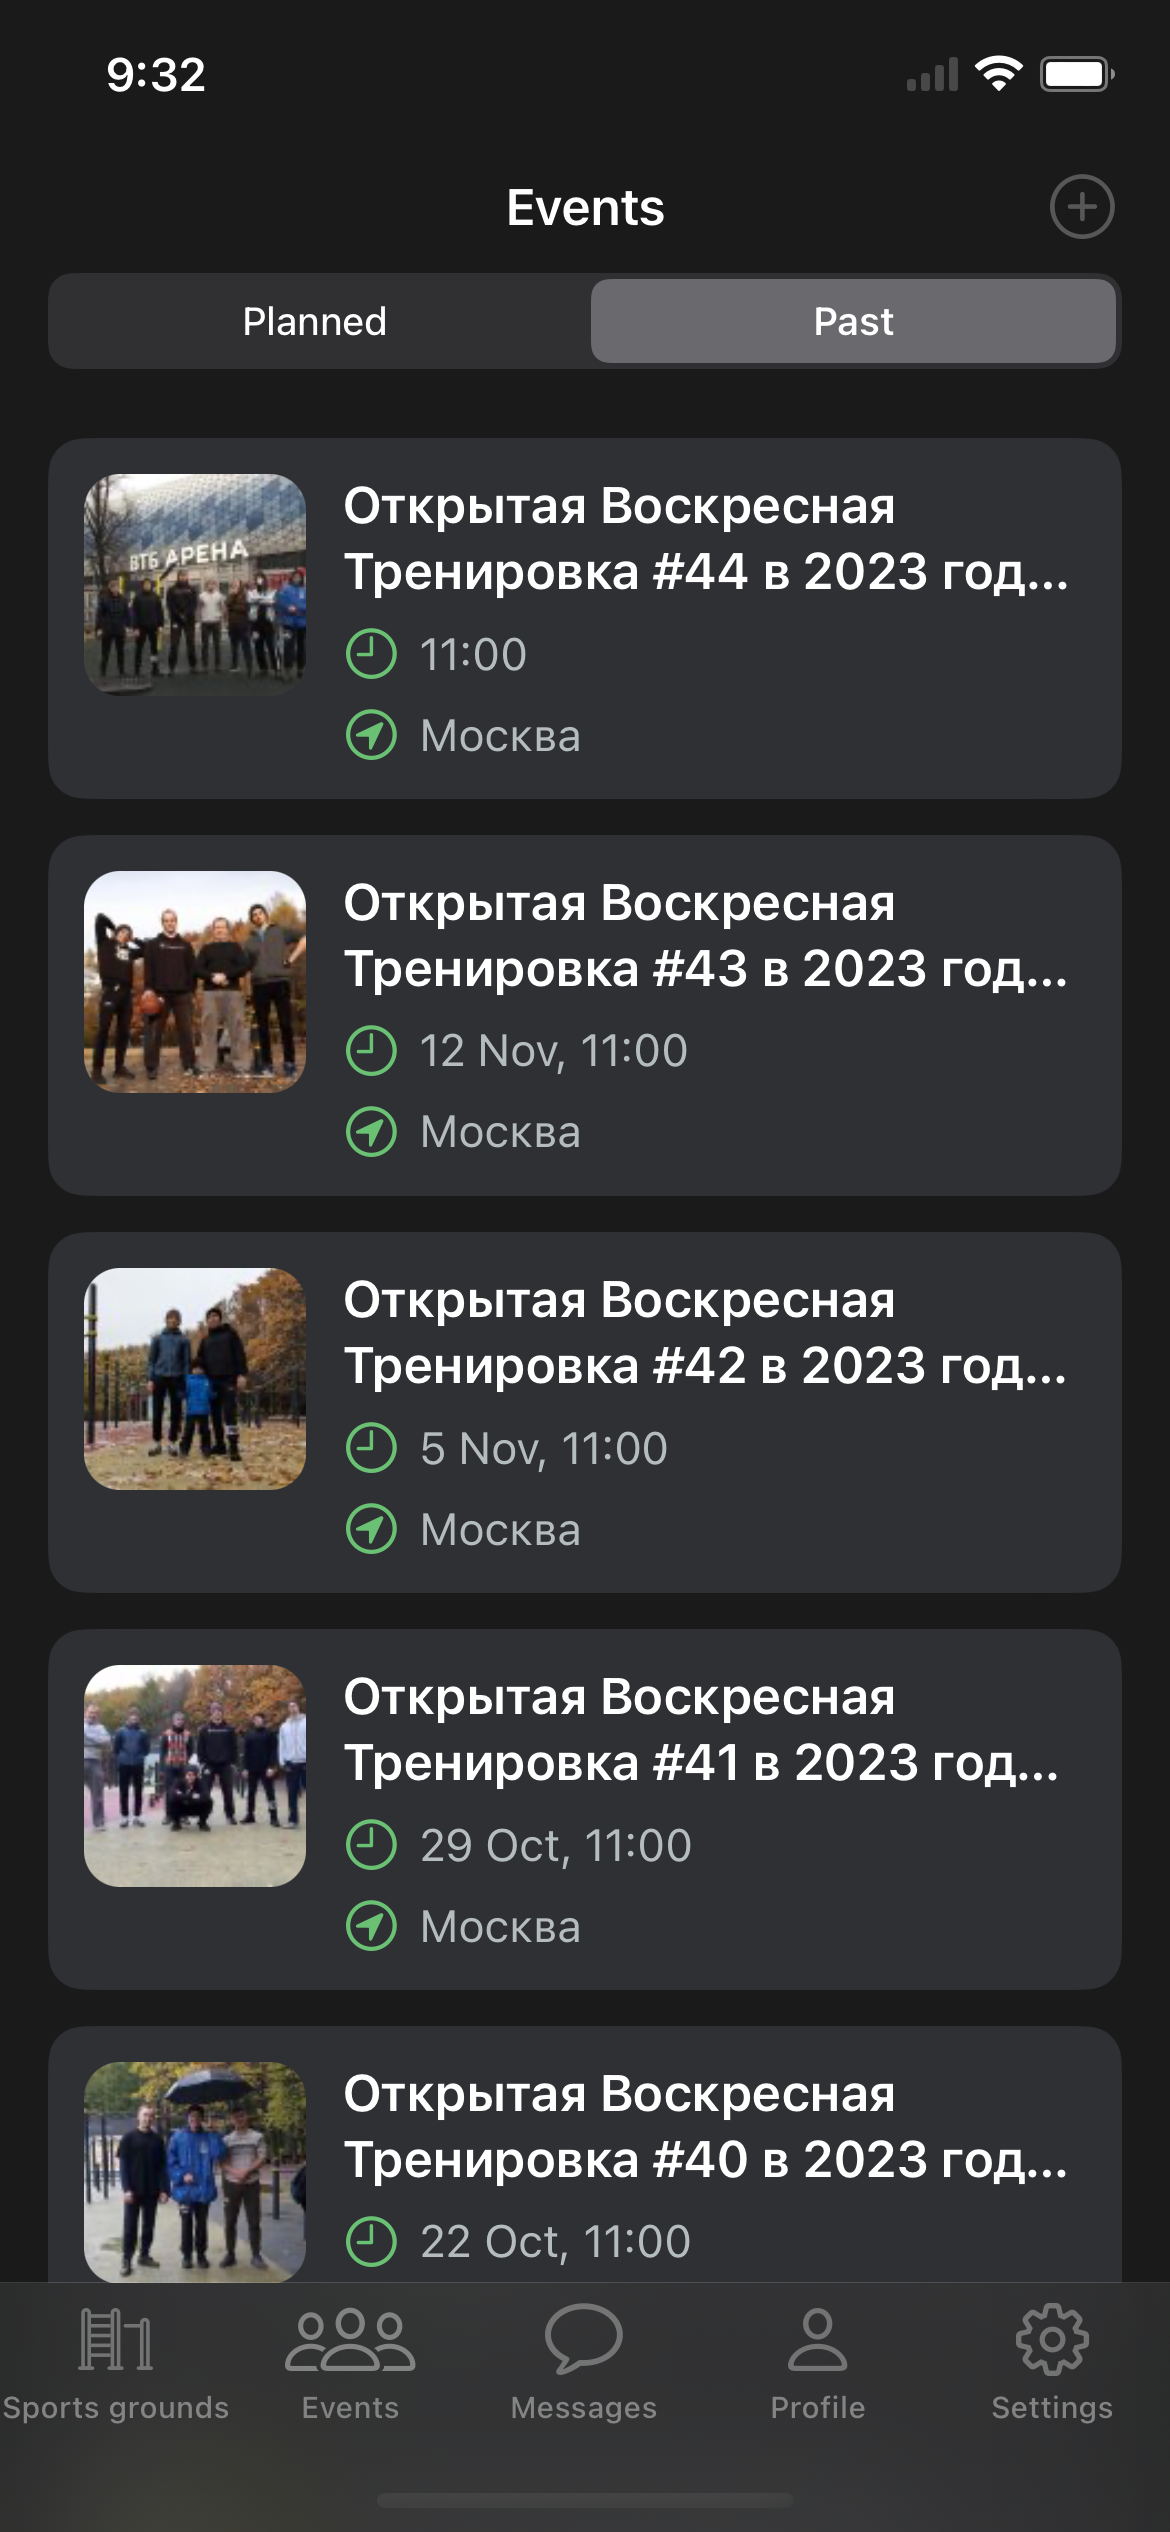 9:32
Events
Planned
Past
ВТБ АРЕНА
Открытая Воскресная
Тренировка #44 в 2023 год...
11:00
Москва
Открытая Воскресная
Тренировка #43 в 2023 год...
12 Nov, 11:00
Москва
Открытая Воскресная
Тренировка #42 в 2023 год...
5 Nov, 11:00
Москва
Открытая Воскресная
Тренировка #41 в 2023 год...
29 Oct, 11:00
Москва
Открытая Воскресная
Тренировка #40 в 2023 год...
22 Oct, 11:00
Sports grounds
Events
Messages
Profile
Settings